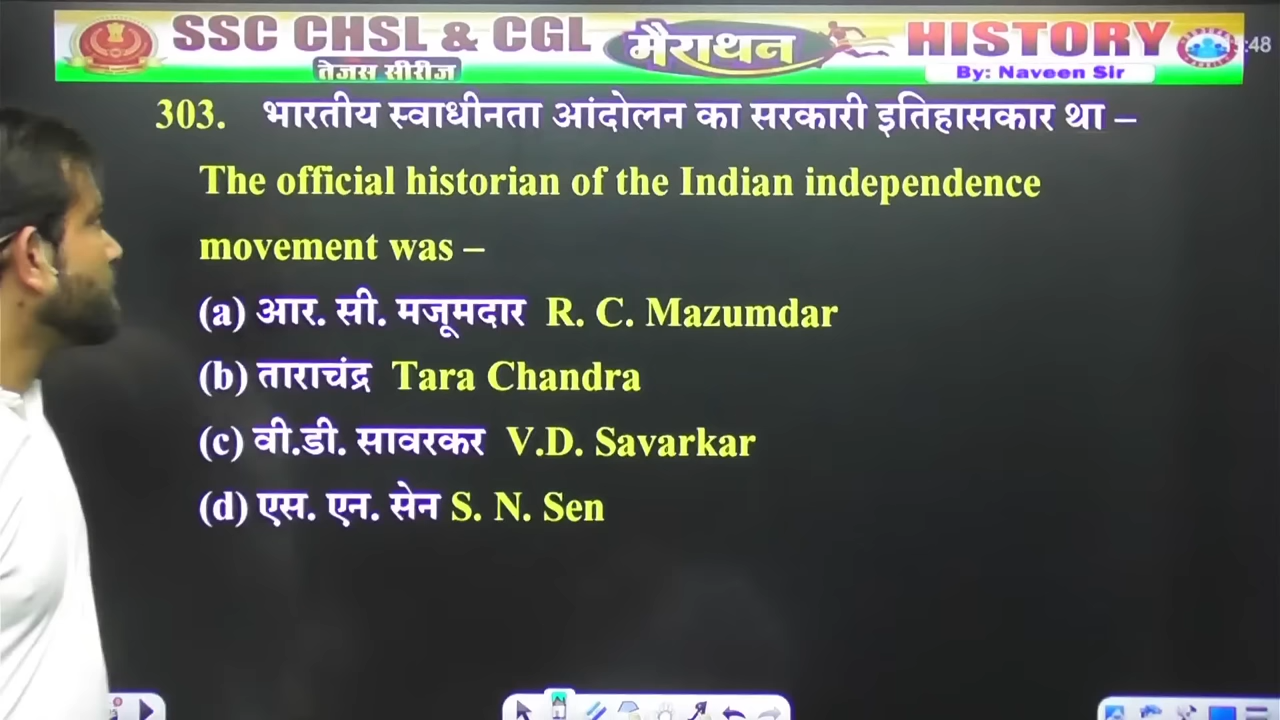 SSC CHSL & CGL मैराथन HISTORY
:48
तेजस सीरीज
By: Naveen Sir
303. भारतीय स्वाधीनता आंदोलन का सरकारी इतिहासकार था –
The official historian of the Indian independence
movement was –
(a) आर. सी. मजूमदार R. C. Mazumdar
(b) ताराचंद्र Tara Chandra
(c) वी.डी. सावरकर V.D. Savarkar
(d) एस. एन. सेन S. N. Sen